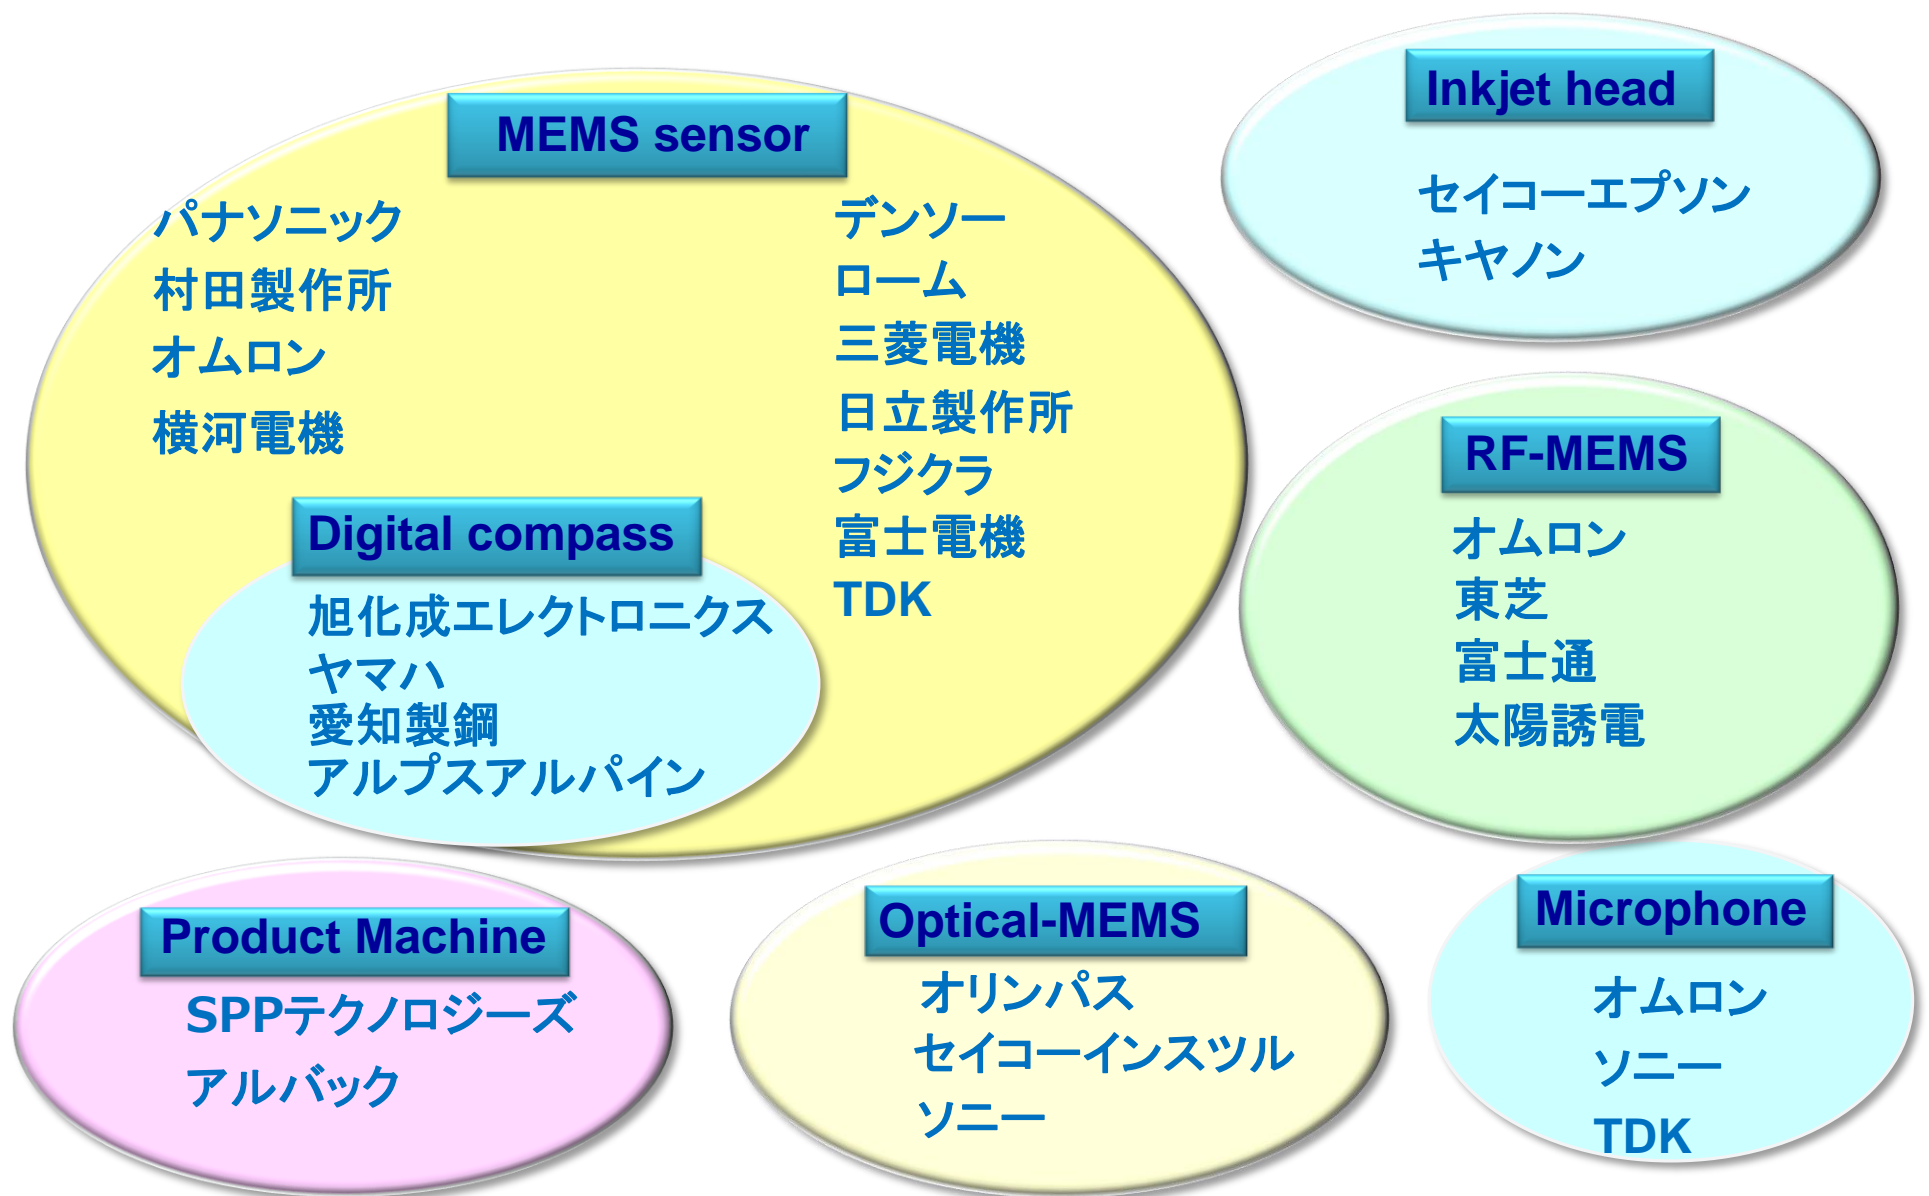 MEMS sensor
パナソニック
村田製作所
オムロン
横河電機
デンソー
ローム
三菱電機
日立製作所
フジクラ
富士電機
TDK
Digital compass
旭化成エレクトロニクス
ヤマハ
愛知製鋼
アルプスアルパイン
Inkjet head
セイコーエプソン
キヤノン
RF-MEMS
オムロン
東芝
富士通
太陽誘電
Product Machine
SPPテクノロジーズ
アルバック
Optical-MEMS
オリンパス
セイコーインスツル
ソニー
Microphone
オムロン
ソニー
TDK